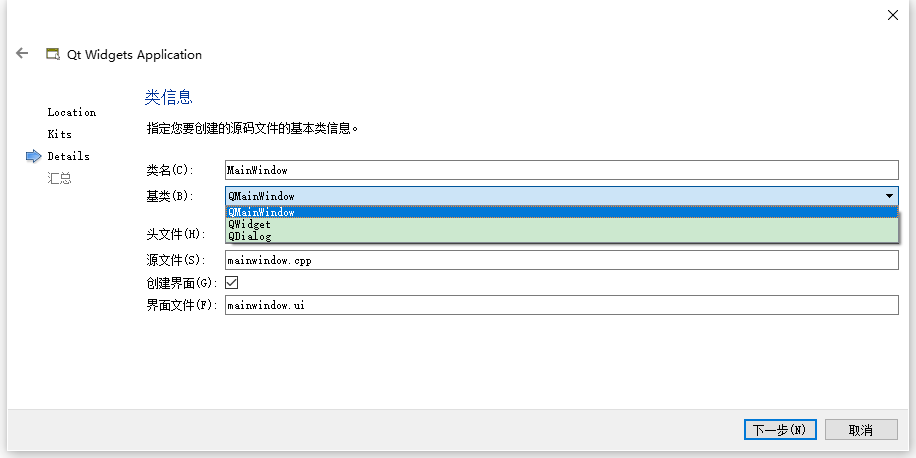 Qt Widgets Application
Location
Kits
Details
汇总
类信息
指定您要创建的源码文件的基本类信息。
类名(C): MainWindow
基类(B): QMainWindow
QMainWindow
QWidget
QDialog
头文件(H):
源文件(S): mainwindow.cpp
创建界面(G):
界面文件(F): mainwindow.ui
下一步(N) 取消